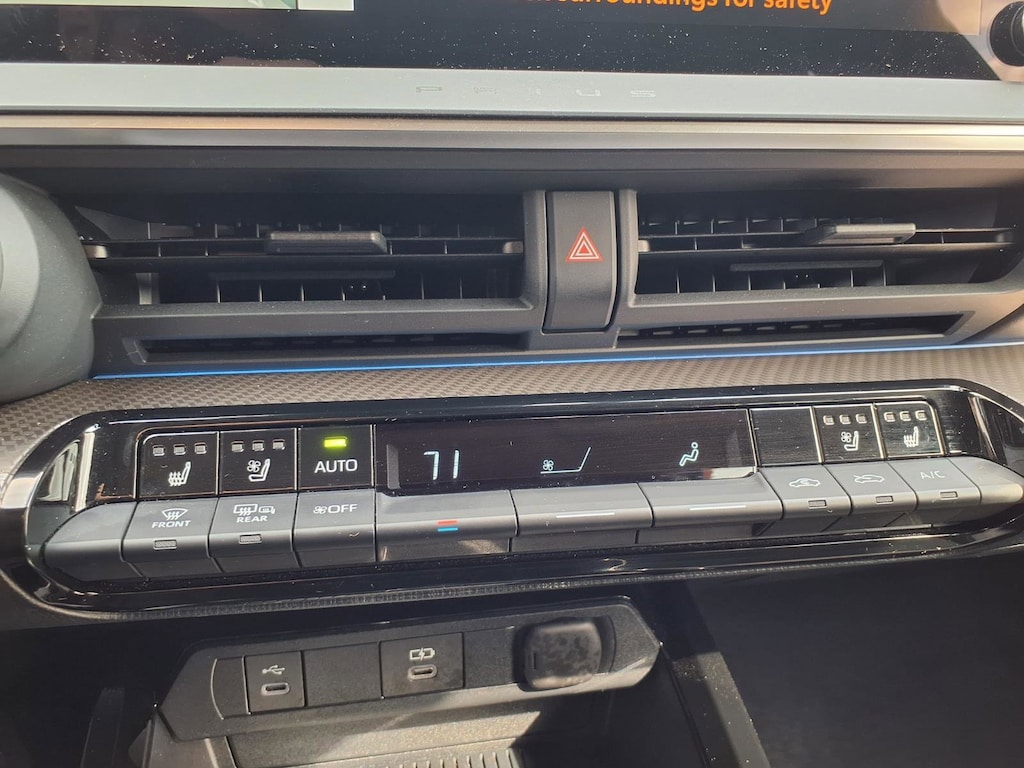 surroundings for safety
PRIUS
AUTO
71
FRONT
REAR
OFF
A/C